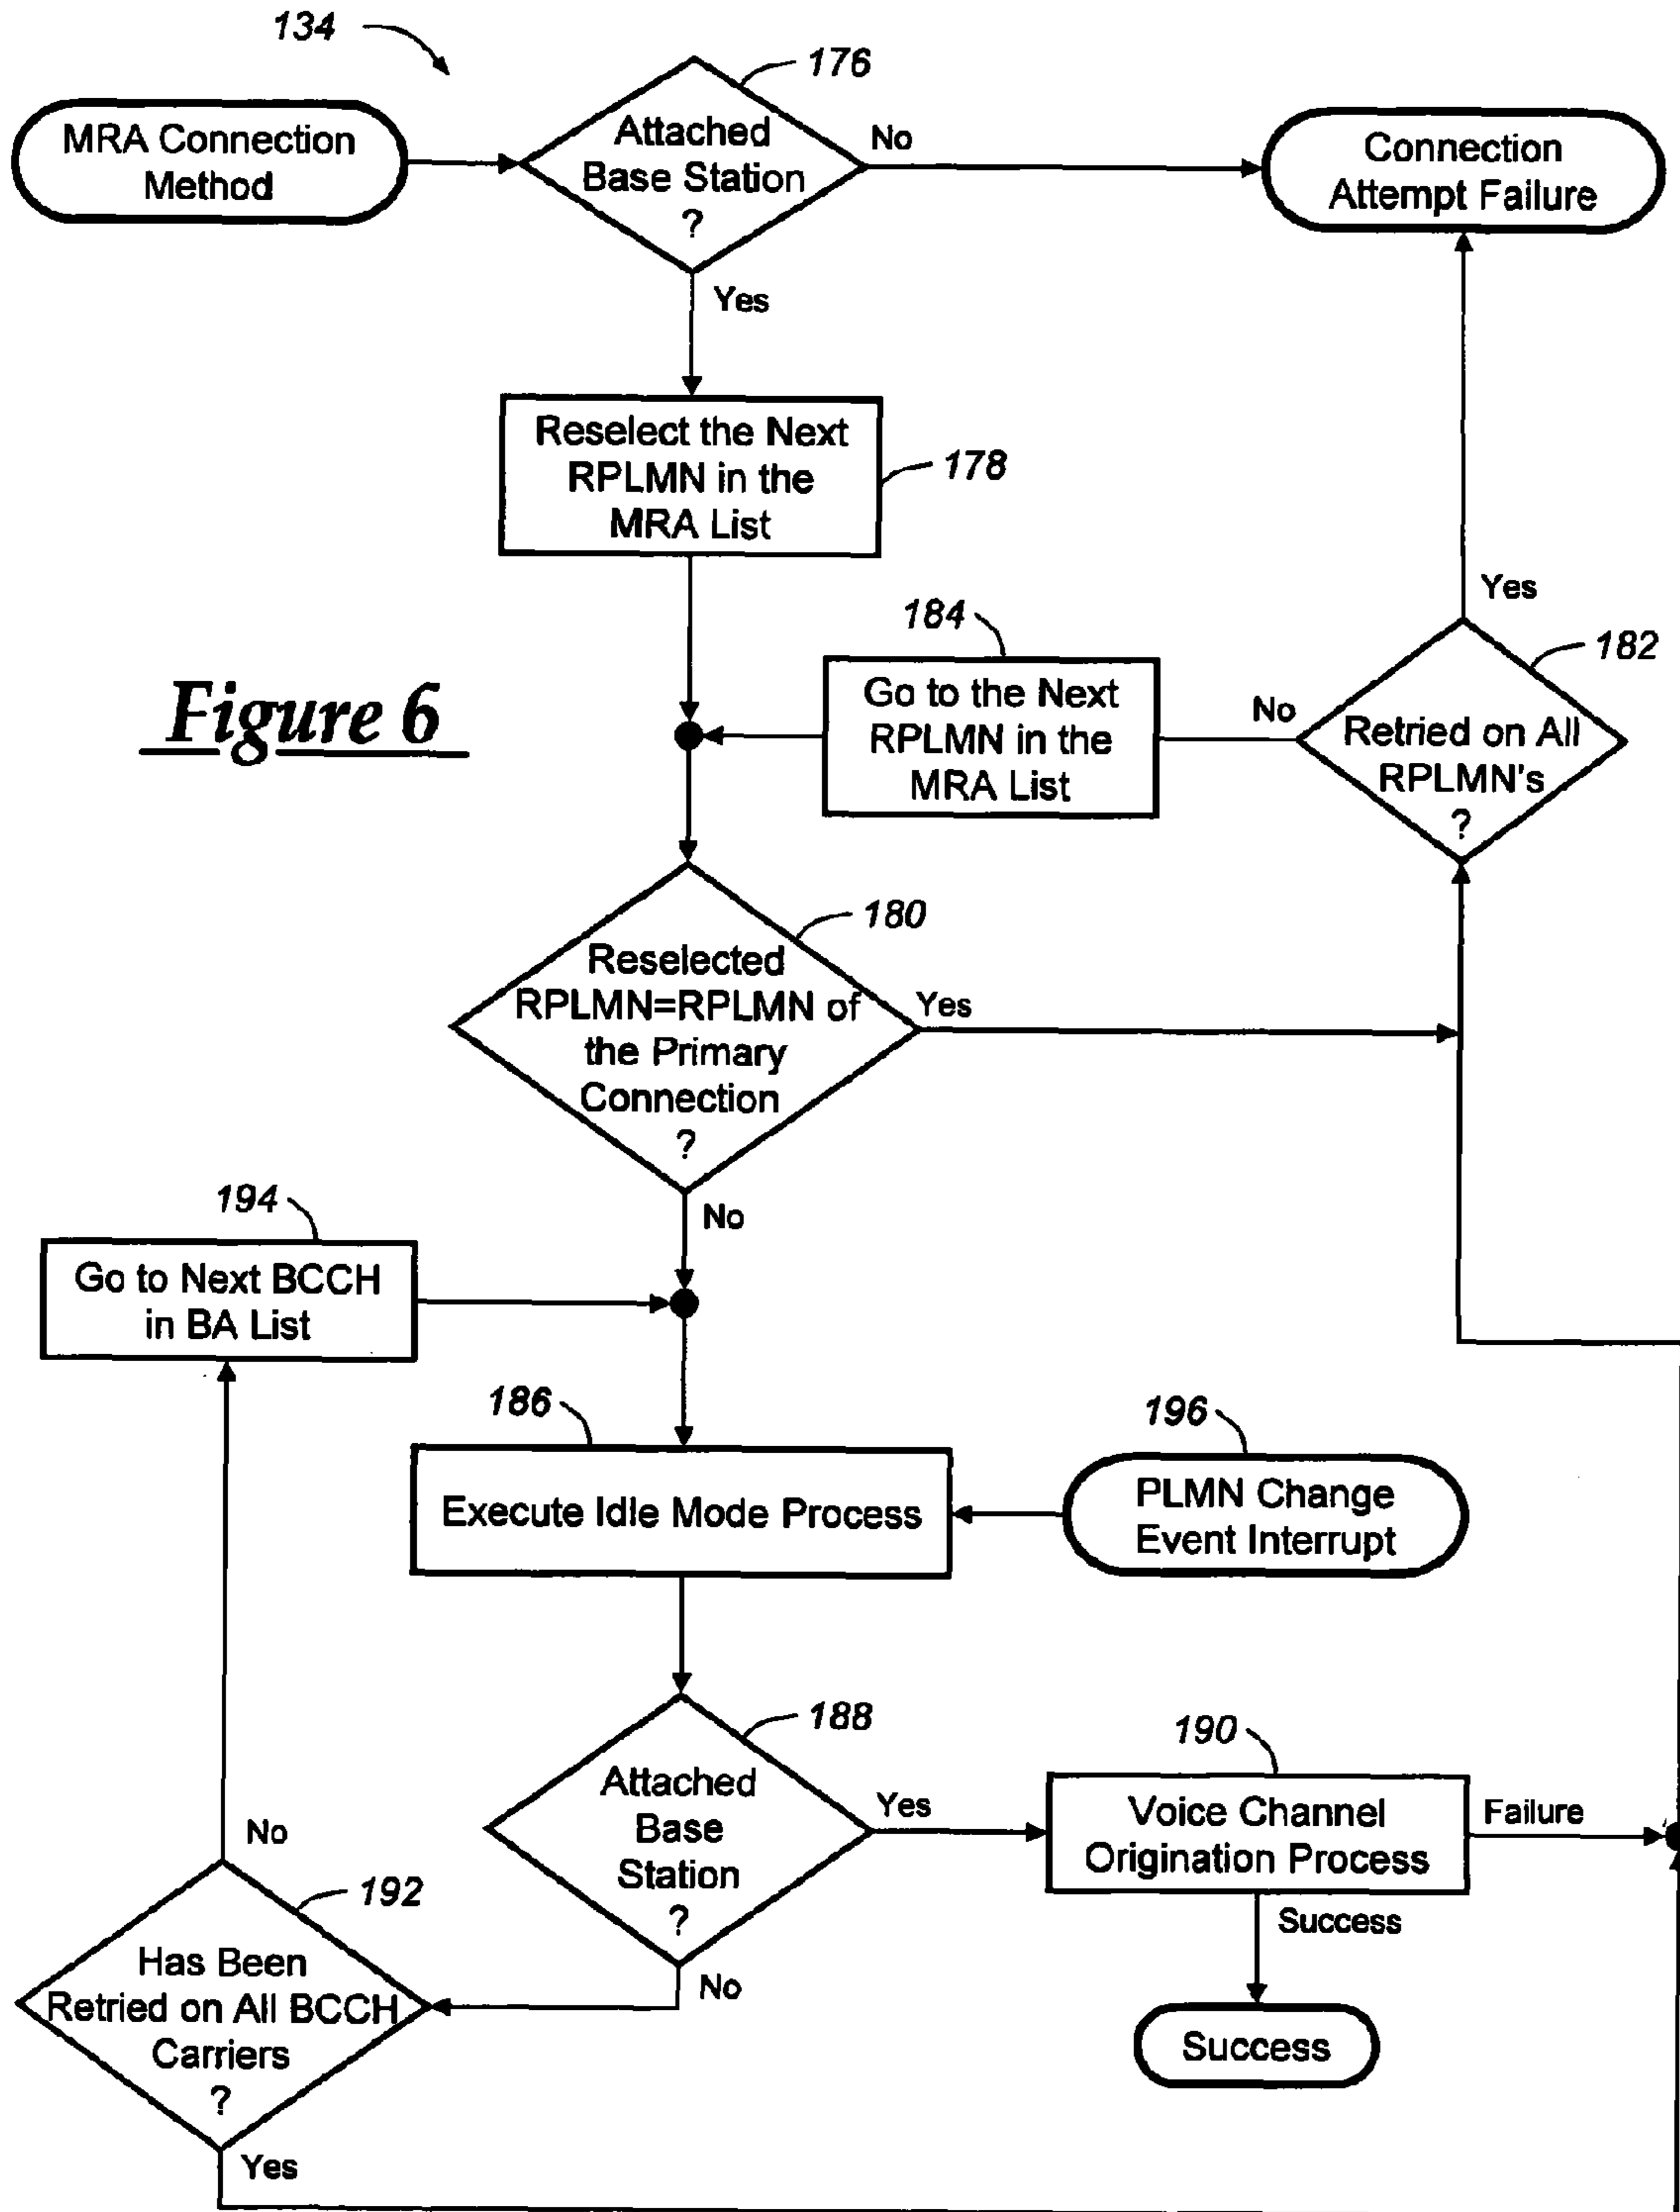 134
176
MRA Connection
Method
Attached
Base Station
?
No
Connection
Attempt Failure
Yes
Reselect the Next
RPLMN in the
MRA List
178
Yes
184
182
Figure 6
Go to the Next
RPLMN in the
MRA List
No
Retried on All
RPLMN's
?
180
Reselected
RPLMN=RPLMN of
the Primary
Connection
?
Yes
No
194
Go to Next BCCH
in BA List
186
196
Execute Idle Mode Process
PLMN Change
Event Interrupt
188
190
Attached
Base
Station
?
Yes
Voice Channel
Origination Process
Failure
No
192
Success
Has Been
Retried on All BCCH
Carriers
?
No
Success
Yes